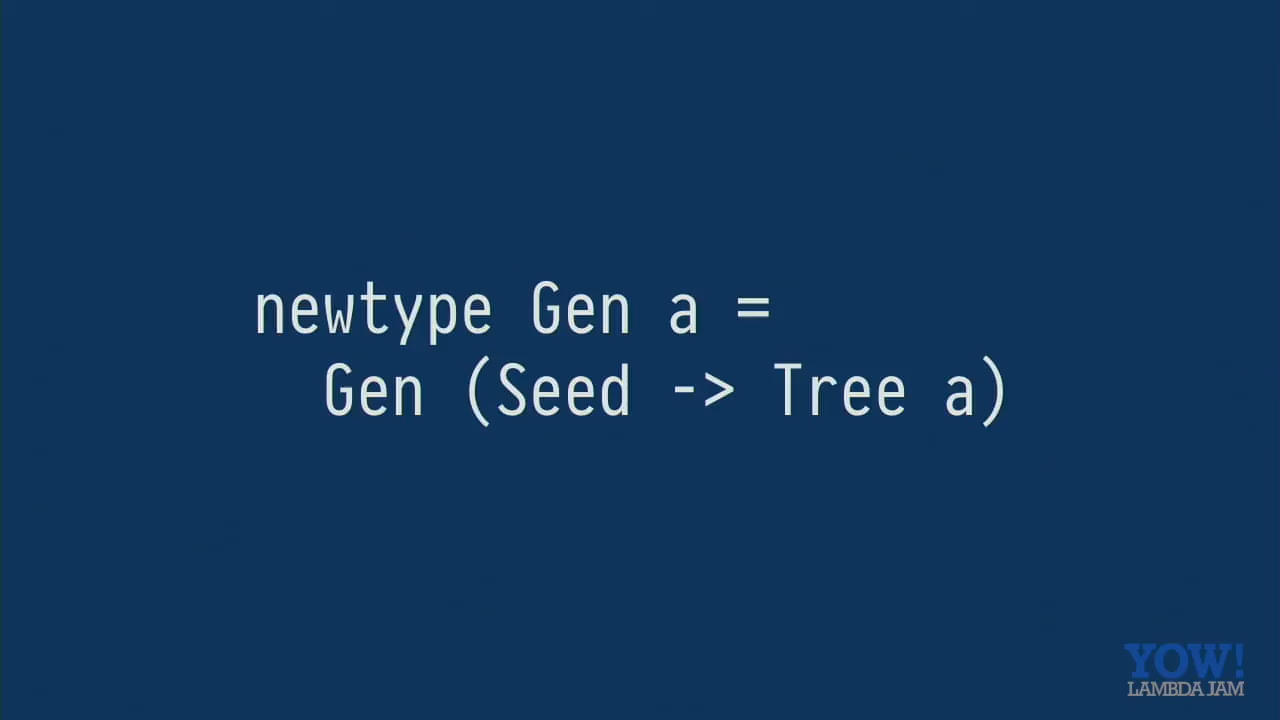 newtype Gen a =
Gen (Seed -> Tree a)
YOW!
LAMBDA JAM